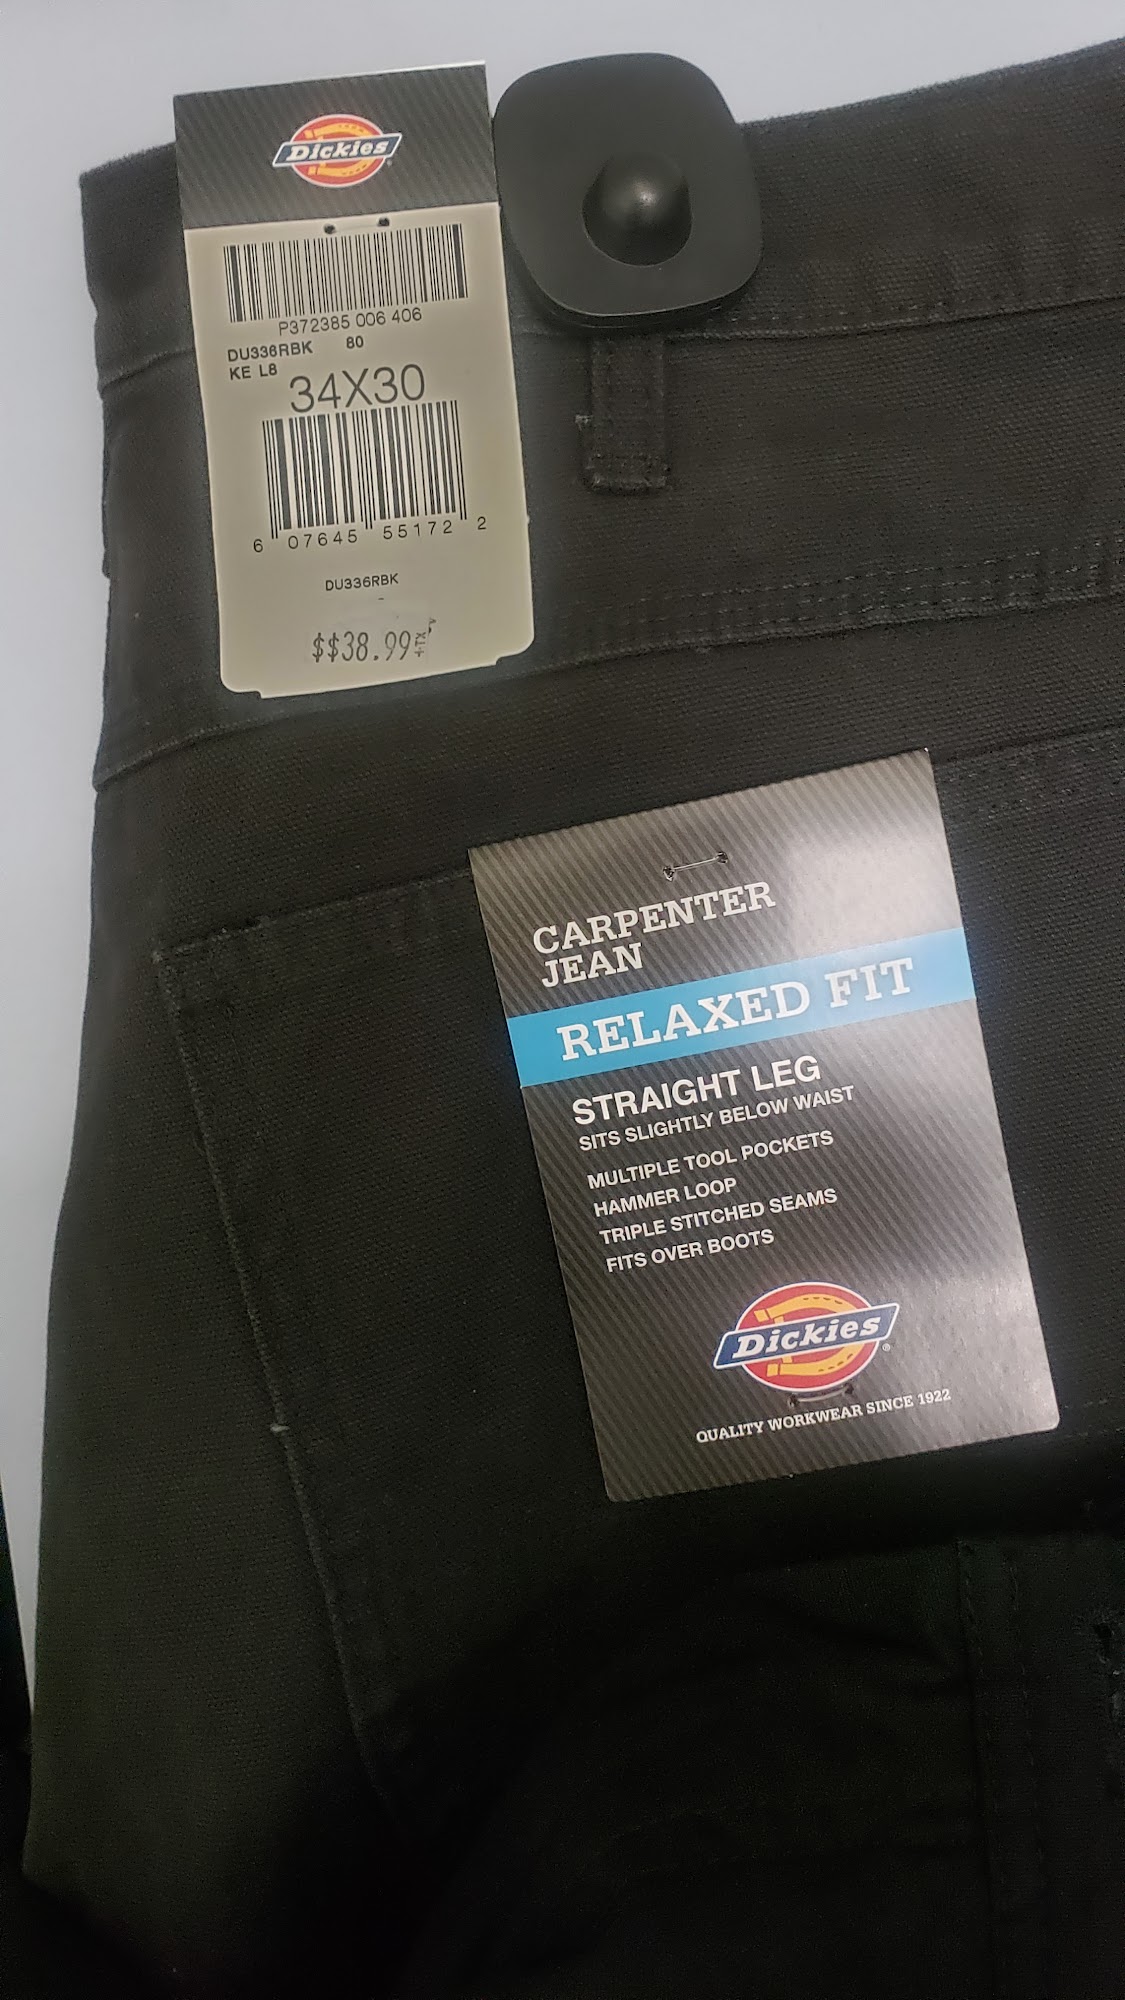 Dickies
P372385 006 406
DU336RBK 80
KE L8
34X30
6 07645 55172 2
DU336RBK
$$38.99
+TX
CARPENTER
JEAN
RELAXED FIT
STRAIGHT LEG
SITS SLIGHTLY BELOW WAIST
MULTIPLE TOOL POCKETS
HAMMER LOOP
TRIPLE STITCHED SEAMS
FITS OVER BOOTS
Dickies®
QUALITY WORKWEAR SINCE 1922